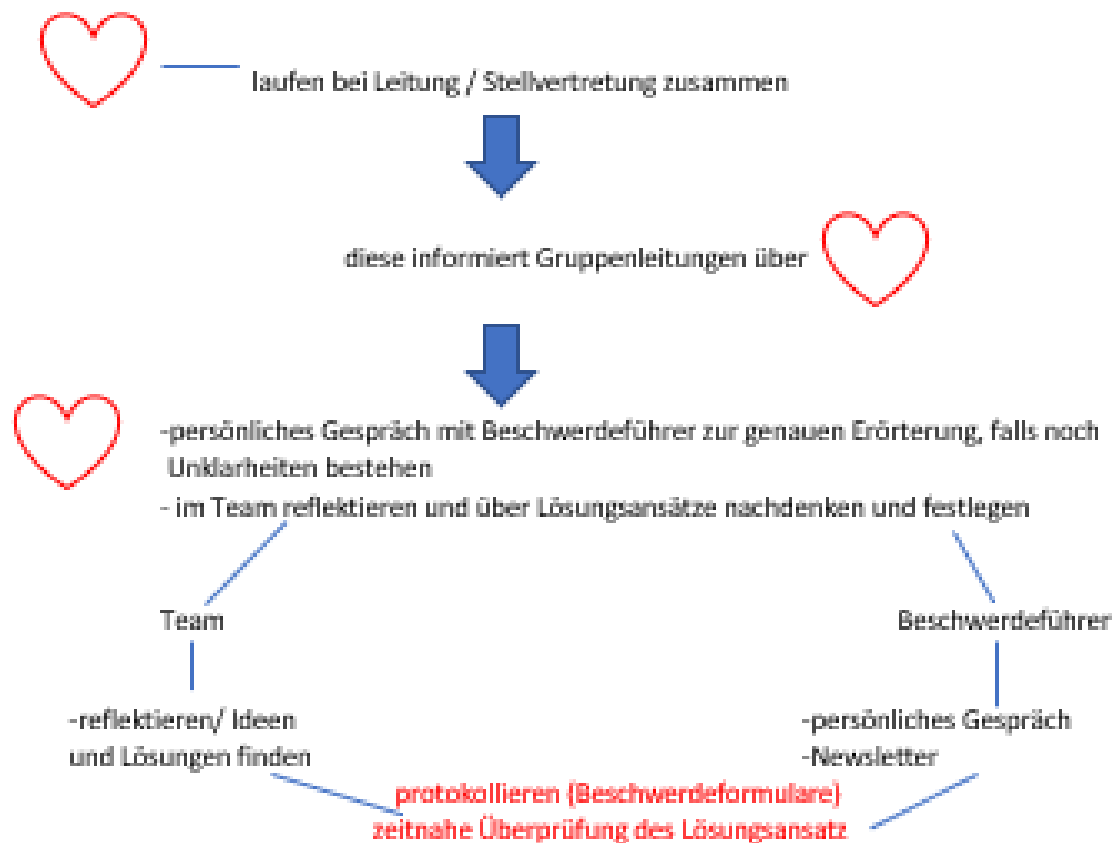 laufen bei Leitung / Stellvertretung zusammen
diese informiert Gruppenleitungen über
-persönliches Gespräch mit Beschwerdeführer zur genauen Erörterung, falls noch
Unklarheiten bestehen
- im Team reflektieren und über Lösungsansätze nachdenken und festlegen
Team
Beschwerdeführer
-reflektieren/ Ideen
und Lösungen finden
-persönliches Gespräch
-Newsletter
protokollieren (Beschwerdeformulare)
zeitnahe Überprüfung des Lösungsansatz